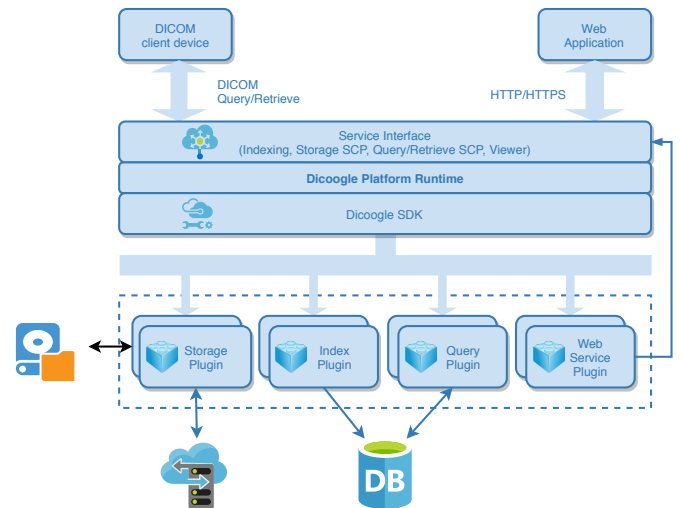 DICOM
client device
Web
Application
DICOM
Query/Retrieve
HTTP/HTTPS
Service Interface
(Indexing, Storage SCP, Query/Retrieve SCP, Viewer)
Dicoogle Platform Runtime
Dicoogle SDK
Storage
Plugin
Index
Plugin
Query
Plugin
Web
Service
Plugin
DB